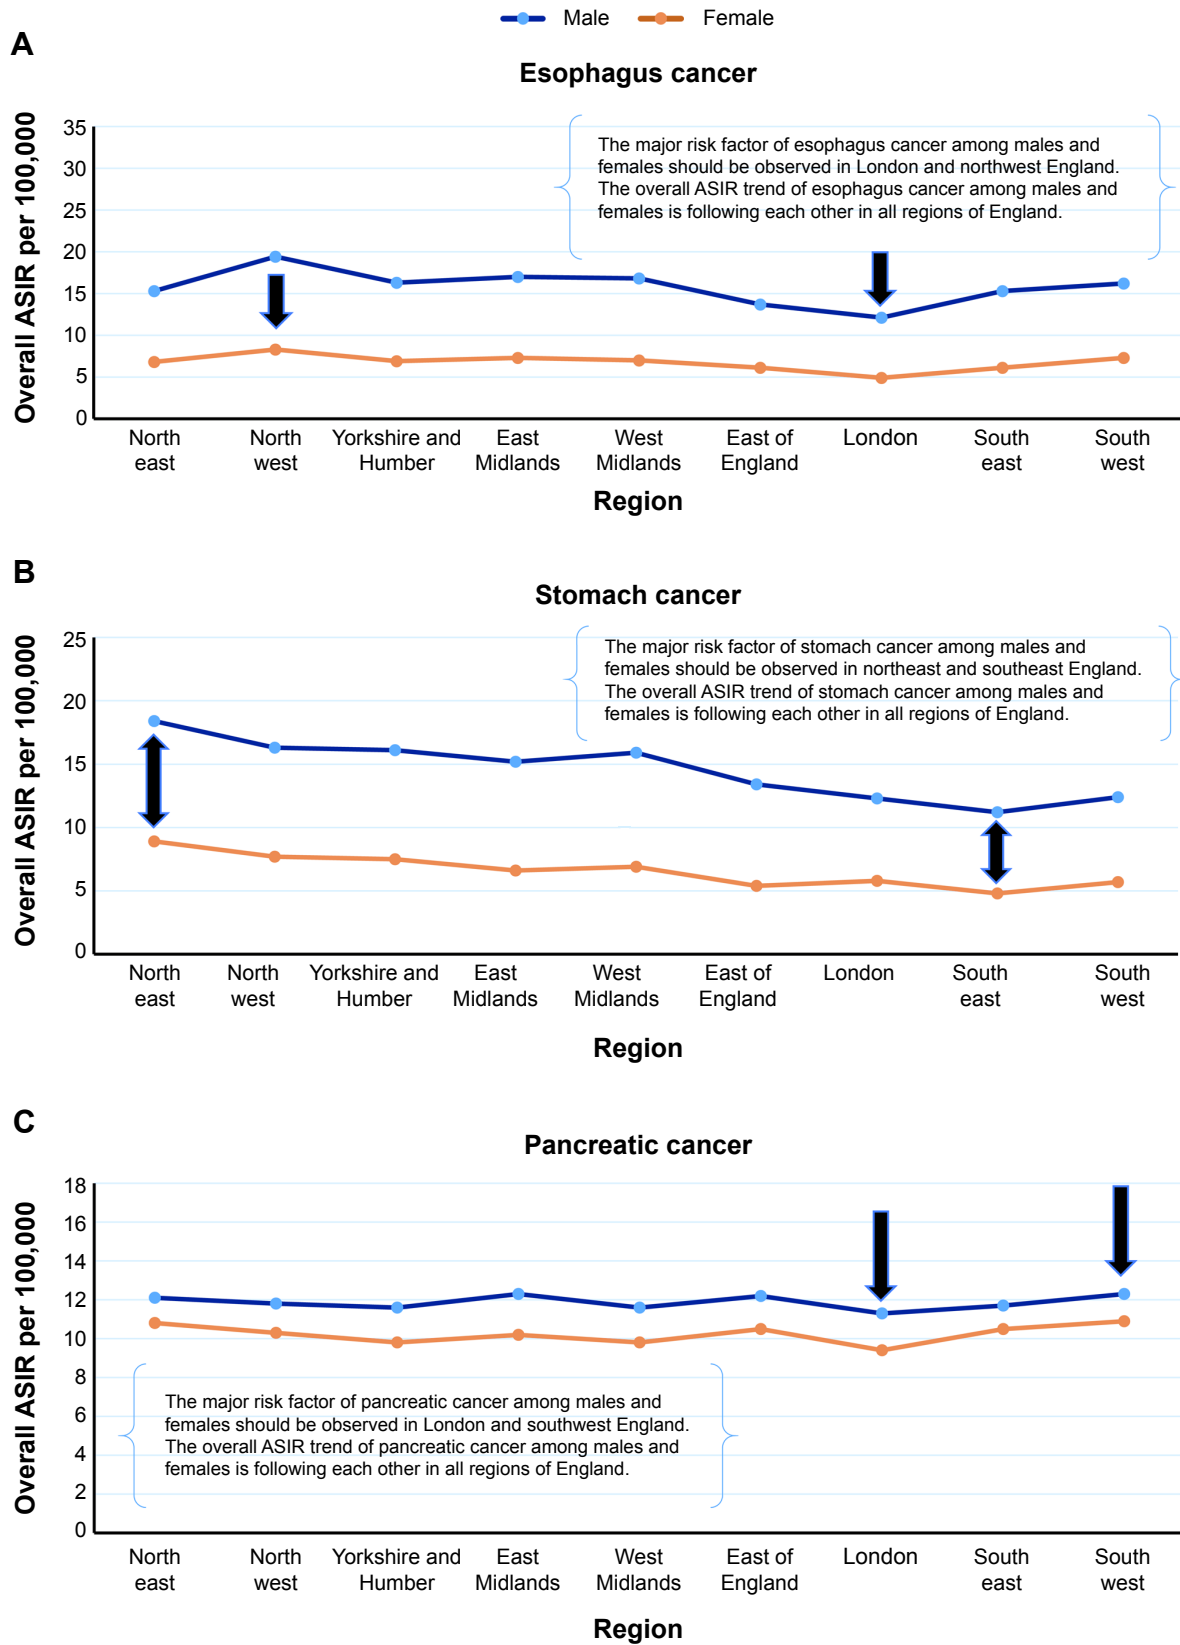 Male Female
A
Esophagus cancer
Overall ASIR per 100,000
35
30
25
20
15
10
5
0
The major risk factor of esophagus cancer among males and
females should be observed in London and northwest England.
The overall ASIR trend of esophagus cancer among males and
females is following each other in all regions of England.
North east
North west
Yorkshire and Humber
East Midlands
West Midlands
East of England
London
South east
South west
Region
B
Stomach cancer
Overall ASIR per 100,000
25
20
15
10
5
0
The major risk factor of stomach cancer among males and
females should be observed in northeast and southeast England.
The overall ASIR trend of stomach cancer among males and
females is following each other in all regions of England.
North east
North west
Yorkshire and Humber
East Midlands
West Midlands
East of England
London
South east
South west
Region
C
Pancreatic cancer
Overall ASIR per 100,000
18
16
14
12
10
8
6
4
2
0
The major risk factor of pancreatic cancer among males and
females should be observed in London and southwest England.
The overall ASIR trend of pancreatic cancer among males and
females is following each other in all regions of England.
North east
North west
Yorkshire and Humber
East Midlands
West Midlands
East of England
London
South east
South west
Region